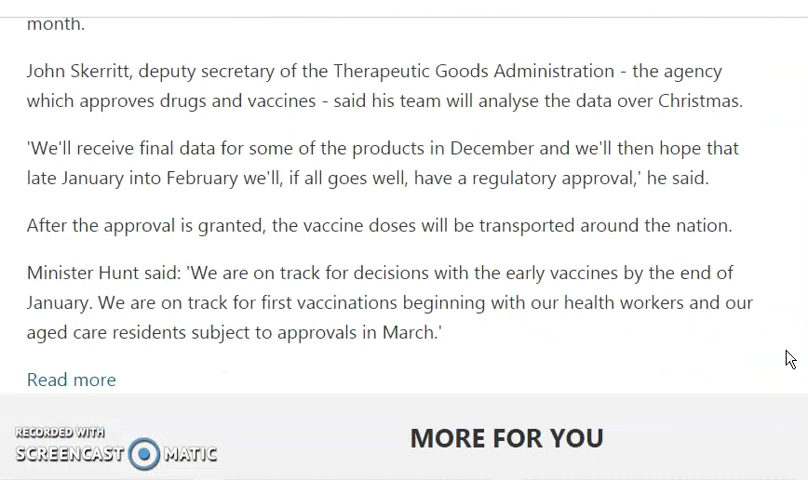 month.
John Skerritt, deputy secretary of the Therapeutic Goods Administration - the agency
which approves drugs and vaccines - said his team will analyse the data over Christmas.
'We'll receive final data for some of the products in December and we'll then hope that
late January into February we'll, if all goes well, have a regulatory approval,' he said.
After the approval is granted, the vaccine doses will be transported around the nation.
Minister Hunt said: 'We are on track for decisions with the early vaccines by the end of
January. We are on track for first vaccinations beginning with our health workers and our
aged care residents subject to approvals in March.'
Read more
RECORDED WITH
SCREENCAST MATIC
MORE FOR YOU